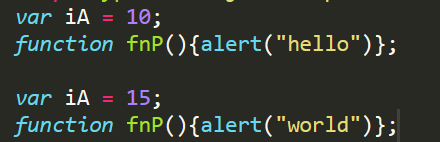 var iA = 10;
function fnP(){alert("hello")};
var iA = 15;
function fnP(){alert("world")};